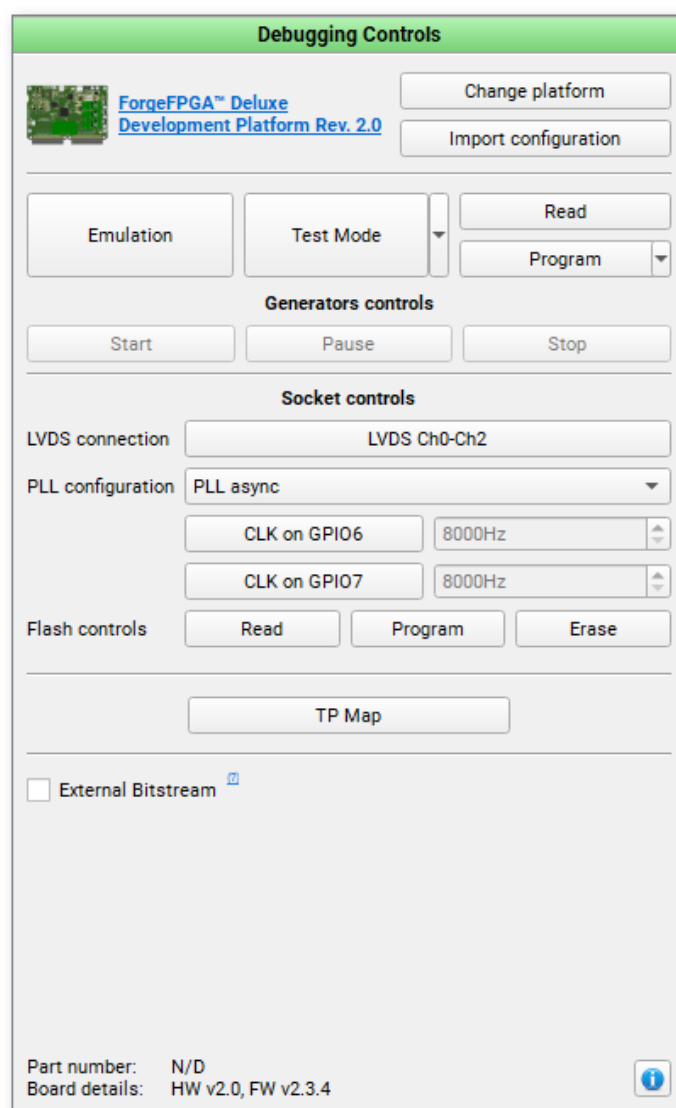 Debugging Controls
ForgeFPGA™ Deluxe
Development Platform Rev. 2.0
Change platform
Import configuration
Emulation
Test Mode
Read
Program
Generators controls
Start
Pause
Stop
Socket controls
LVDS connection
LVDS Ch0-Ch2
PLL configuration
PLL async
CLK on GPIO6
8000Hz
CLK on GPIO7
8000Hz
Flash controls
Read
Program
Erase
TP Map
External Bitstream [?]
Part number: N/D
Board details: HW v2.0, FW v2.3.4